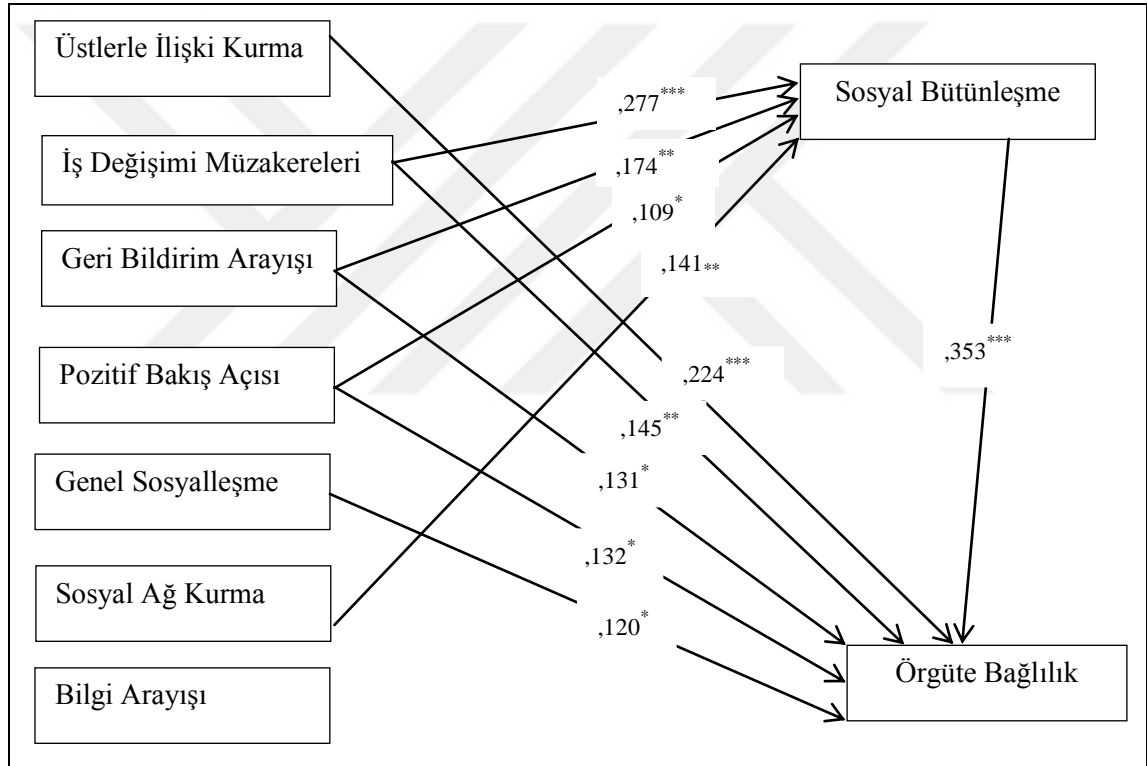 Üstlerle İlişki Kurma
Sosyal Bütünleşme
,277***
İş Değişimi Müzakereleri
,174**
,109*
Geri Bildirim Arayışı
,141**
,353***
Pozitif Bakış Açısı
,224***
,145**
Genel Sosyalleşme
,131*
,132*
Sosyal Ağ Kurma
,120*
Örgüte Bağlılık
Bilgi Arayışı